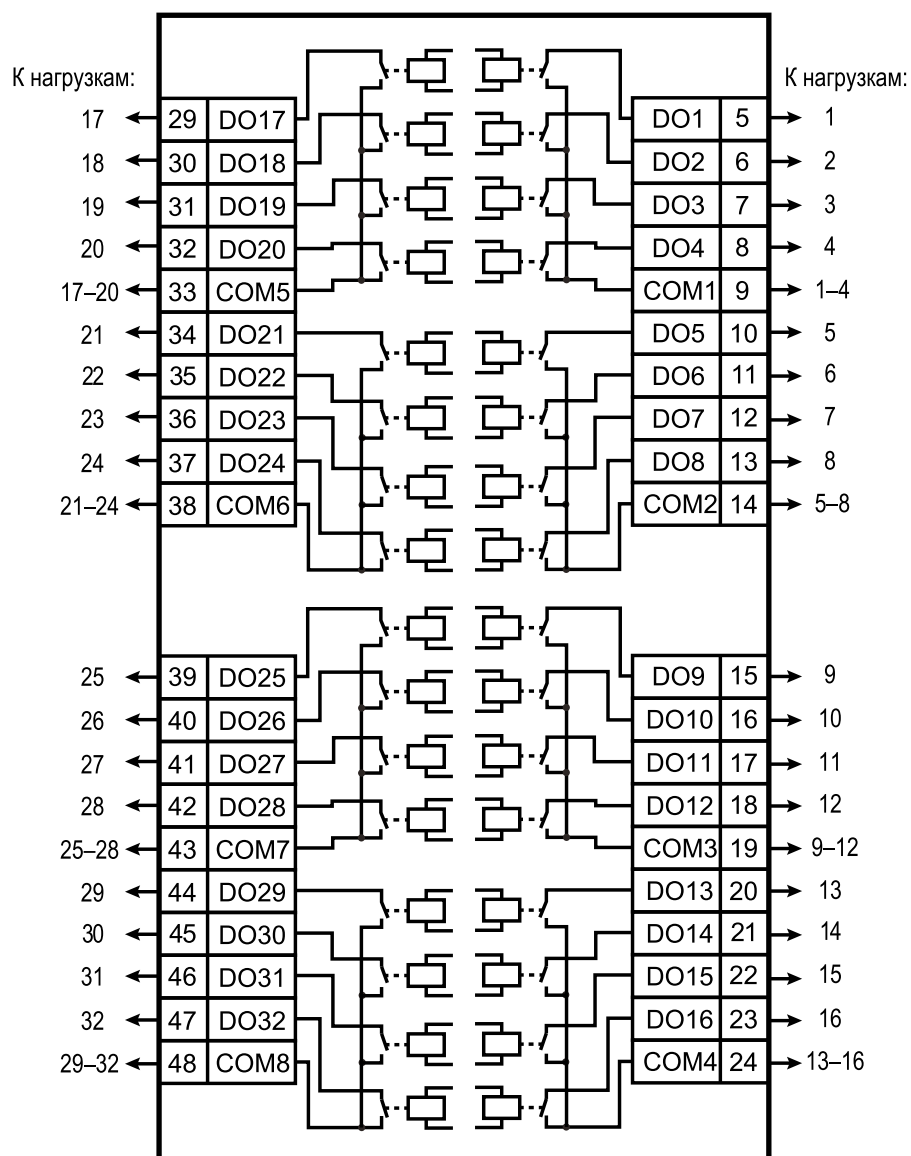 К нагрузкам:
17 29 DO17
18 30 DO18
19 31 DO19
20 32 DO20
17–20 33 COM5
21 34 DO21
22 35 DO22
23 36 DO23
24 37 DO24
21–24 38 COM6
25 39 DO25
26 40 DO26
27 41 DO27
28 42 DO28
25–28 43 COM7
29 44 DO29
30 45 DO30
31 46 DO31
32 47 DO32
29–32 48 COM8
К нагрузкам:
DO1 5 1
DO2 6 2
DO3 7 3
DO4 8 4
COM1 9 1–4
DO5 10 5
DO6 11 6
DO7 12 7
DO8 13 8
COM2 14 5–8
DO9 15 9
DO10 16 10
DO11 17 11
DO12 18 12
COM3 19 9–12
DO13 20 13
DO14 21 14
DO15 22 15
DO16 23 16
COM4 24 13–16